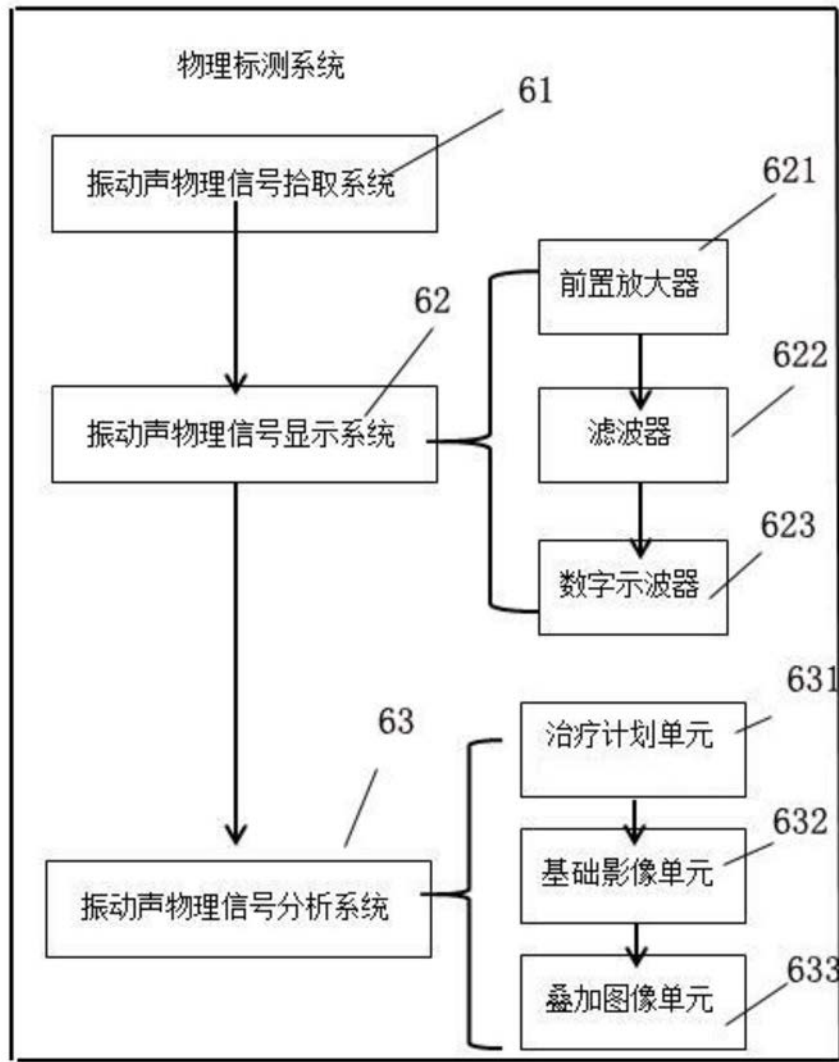 物理标测系统
61
振动声物理信号拾取系统
621
前置放大器
62
622
振动声物理信号显示系统
滤波器
623
数字示波器
631
63
治疗计划单元
632
基础影像单元
振动声物理信号分析系统
633
叠加图像单元